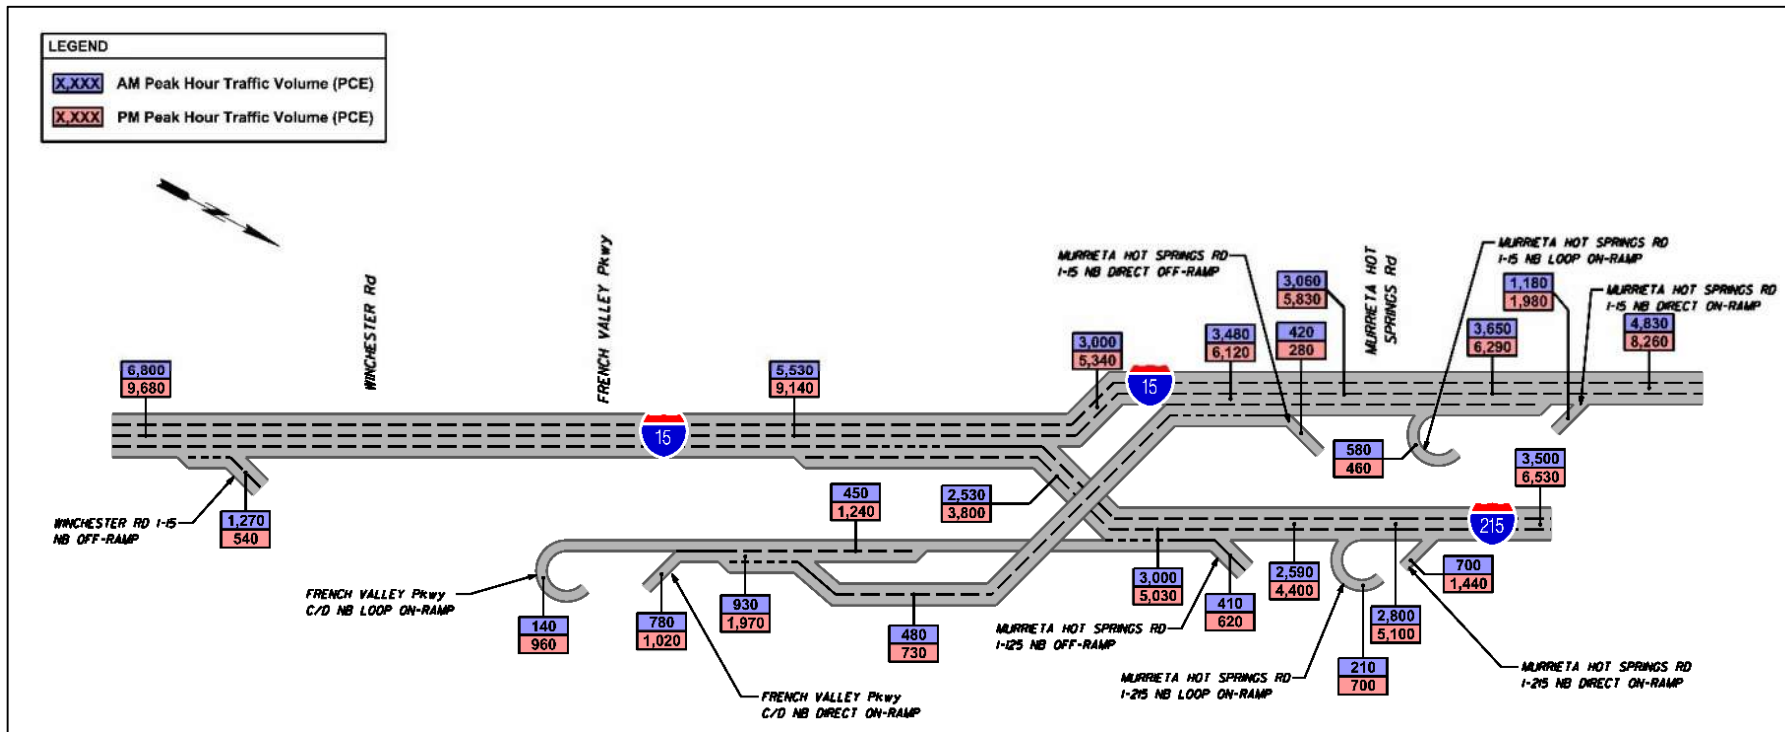 LEGEND
X,XXX AM Peak Hour Traffic Volume (PCE)
X,XXX PM Peak Hour Traffic Volume (PCE)
WINCHESTER Rd
FRENCH VALLEY Pkwy
MURRIETA HOT
SPRINGS Rd
MURRIETA HOT SPRINGS RD
I-15 NB DIRECT OFF-RAMP
MURRIETA HOT SPRINGS RD
I-15 NB LOOP ON-RAMP
MURRIETA HOT SPRINGS RD
I-15 NB DIRECT ON-RAMP
6,800
9,680
5,530
9,140
3,000
5,340
3,480
6,120
3,060
5,830
420
280
3,650
6,290
1,180
1,980
4,830
8,260
15
15
580
460
3,500
6,530
215
WINCHESTER RD I-15
NB OFF-RAMP
1,270
540
450
1,240
2,530
3,800
FRENCH VALLEY Pkwy
C/D NB LOOP ON-RAMP
140
960
780
1,020
930
1,970
480
730
3,000
5,030
410
620
2,590
4,400
700
1,440
2,800
5,100
210
700
MURRIETA HOT SPRINGS RD
I-125 NB OFF-RAMP
MURRIETA HOT SPRINGS RD
I-215 NB LOOP ON-RAMP
MURRIETA HOT SPRINGS RD
I-215 NB DIRECT ON-RAMP
FRENCH VALLEY Pkwy
C/D NB DIRECT ON-RAMP